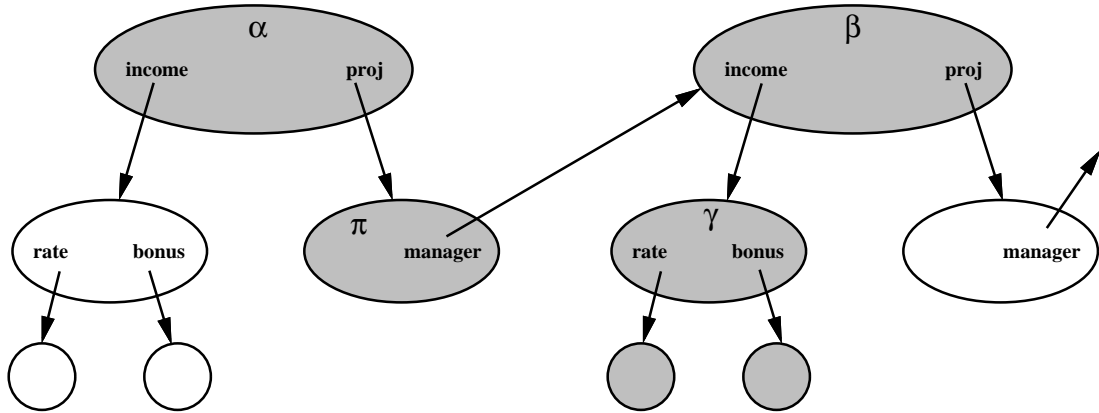 α
β
income proj
income proj
π
γ
rate bonus
manager
rate bonus
manager